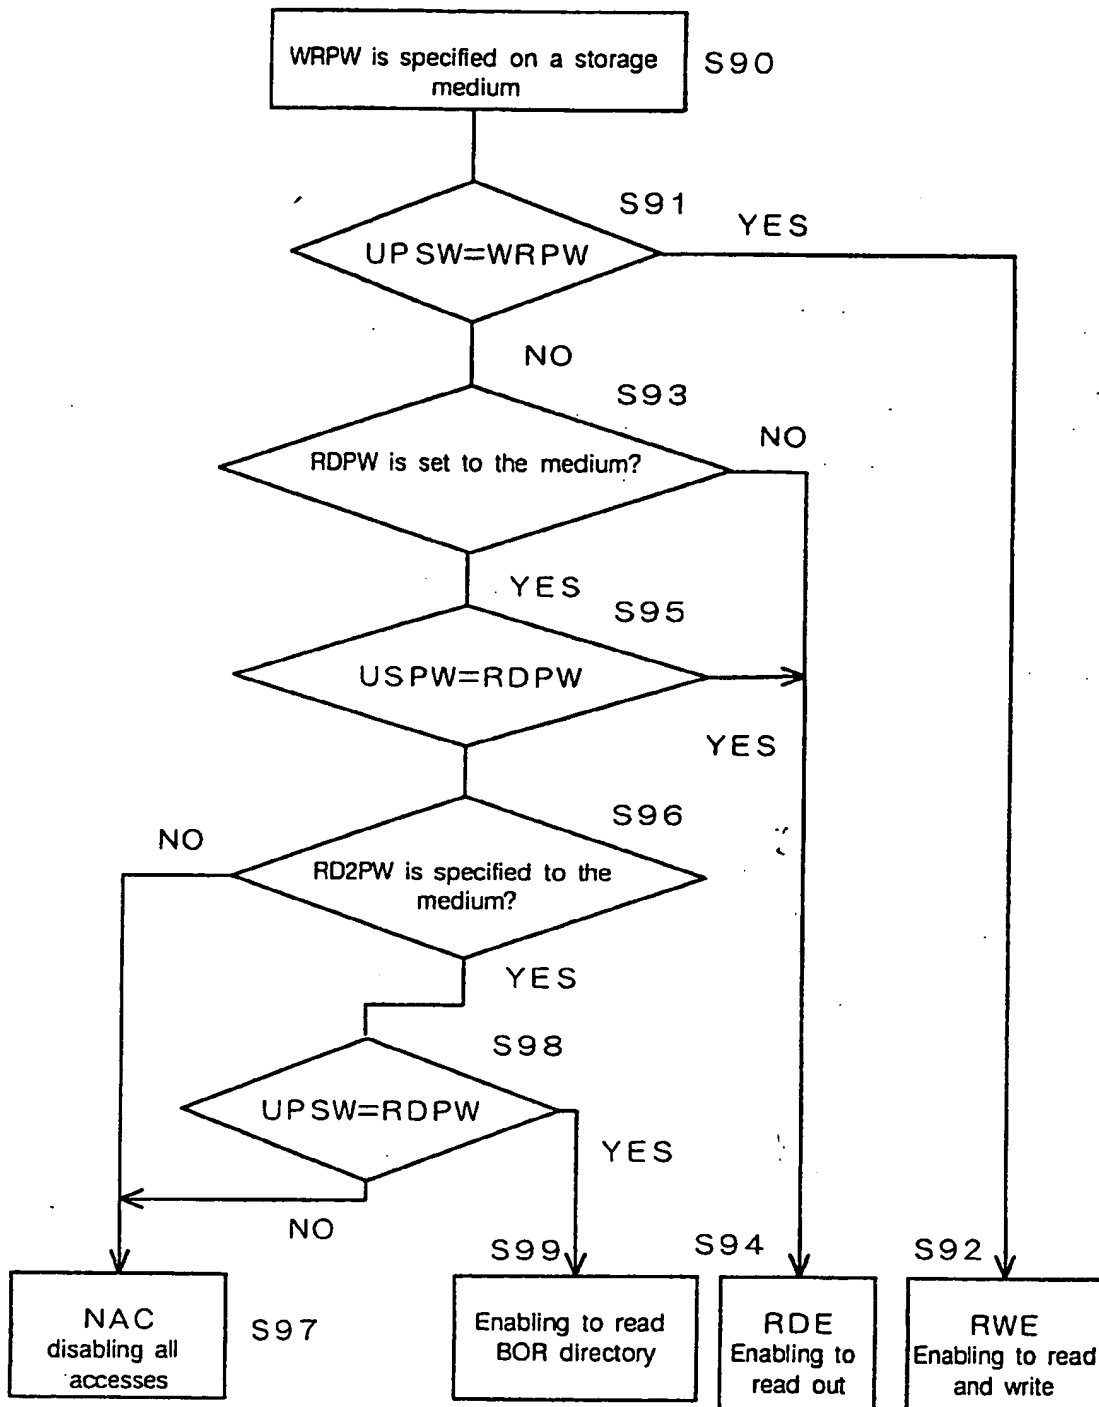 WRPW is specified on a storage
medium
S90
S91
YES
UPSW=WRPW
NO
S93
NO
RDPW is set to the medium?
YES
S95
USPW=RDPW
YES
S96
NO
RD2PW is specified to the
medium?
YES
S98
UPSW=RDPW
YES
NO
S99
S94
S92
NAC
disabling all
accesses
S97
Enabling to read
BOR directory
RDE
Enabling to
read out
RWE
Enabling to read
and write